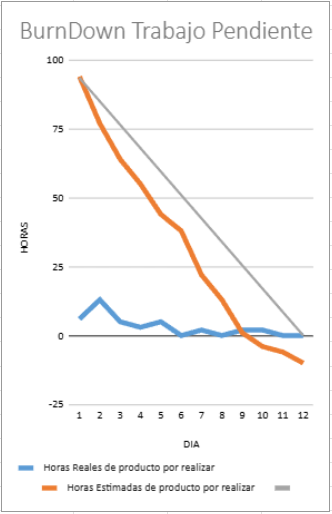 BurnDown Trabajo Pendiente
100
75
50
25
0
-25
HORAS
1 2 3 4 5 6 7 8 9 10 11 12
DIA
Horas Reales de producto por realizar
Horas Estimadas de producto por realizar